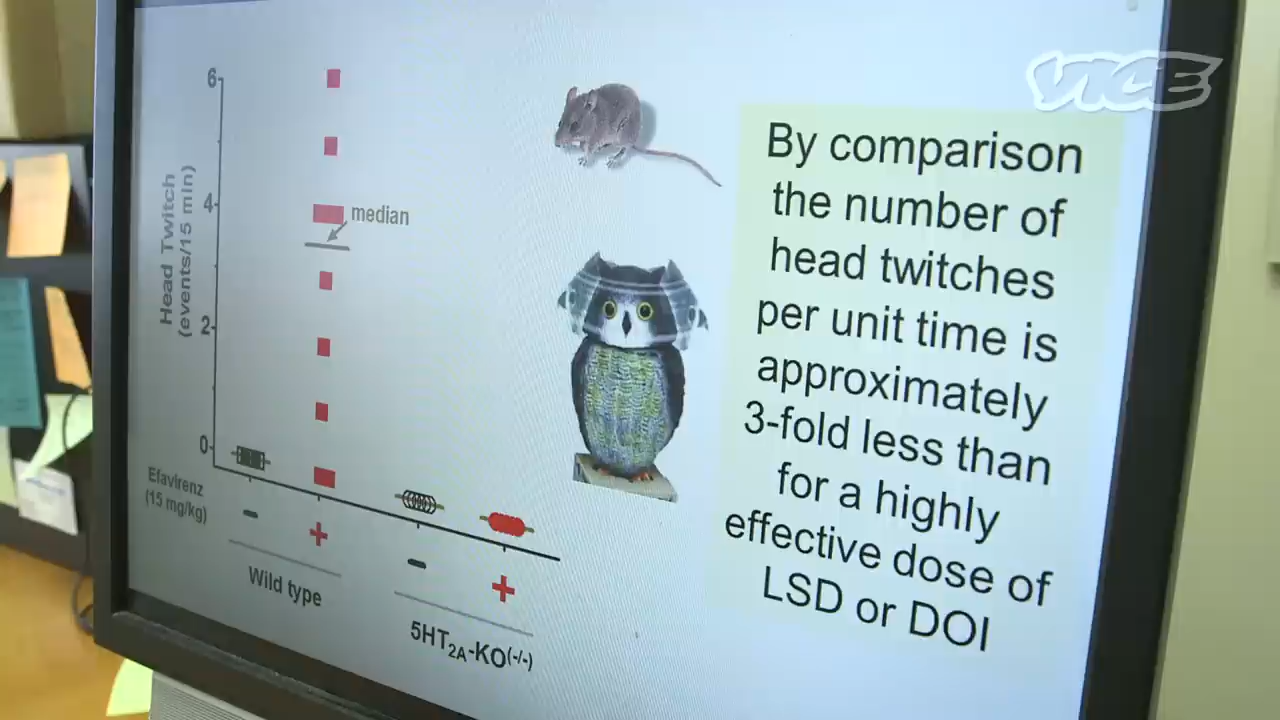 VICE
6
4
2
0
Head Twitch
(events/15 min)
median
Efavirenz
(15 mg/kg)
-
+
-
+
Wild type
5HT2A-KO(-/-)
By comparison
the number of
head twitches
per unit time is
approximately
3-fold less than
for a highly
effective dose of
LSD or DOI